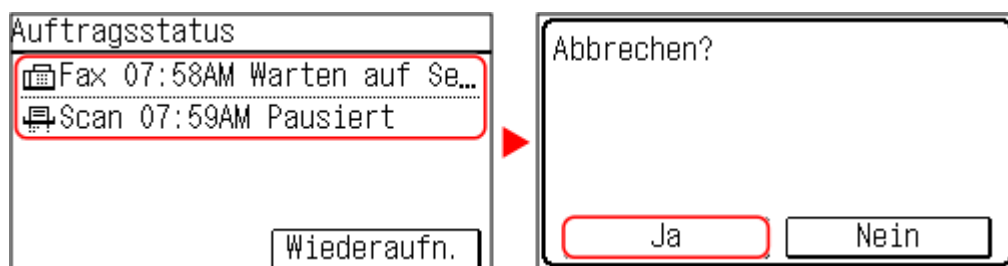 Auftragsstatus
Fax 07:58AM Warten auf Se…
Scan 07:59AM Pausiert
Wiederaufn.
Abbrechen?
Ja
Nein